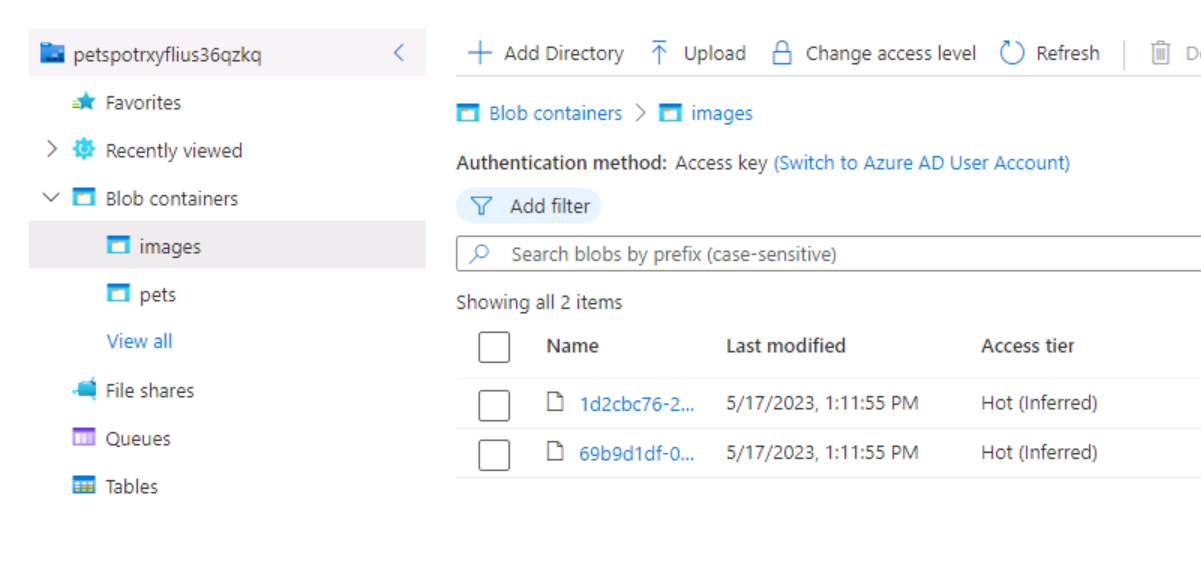 petspotrxyflius36qzkq
Favorites
Recently viewed
Blob containers
images
pets
View all
File shares
Queues
Tables
Add Directory Upload Change access level Refresh
Blob containers > images
Authentication method: Access key (Switch to Azure AD User Account)
Add filter
Search blobs by prefix (case-sensitive)
Showing all 2 items
Name Last modified Access tier
1d2cbc76-2... 5/17/2023, 1:11:55 PM Hot (Inferred)
69b9d1df-0... 5/17/2023, 1:11:55 PM Hot (Inferred)